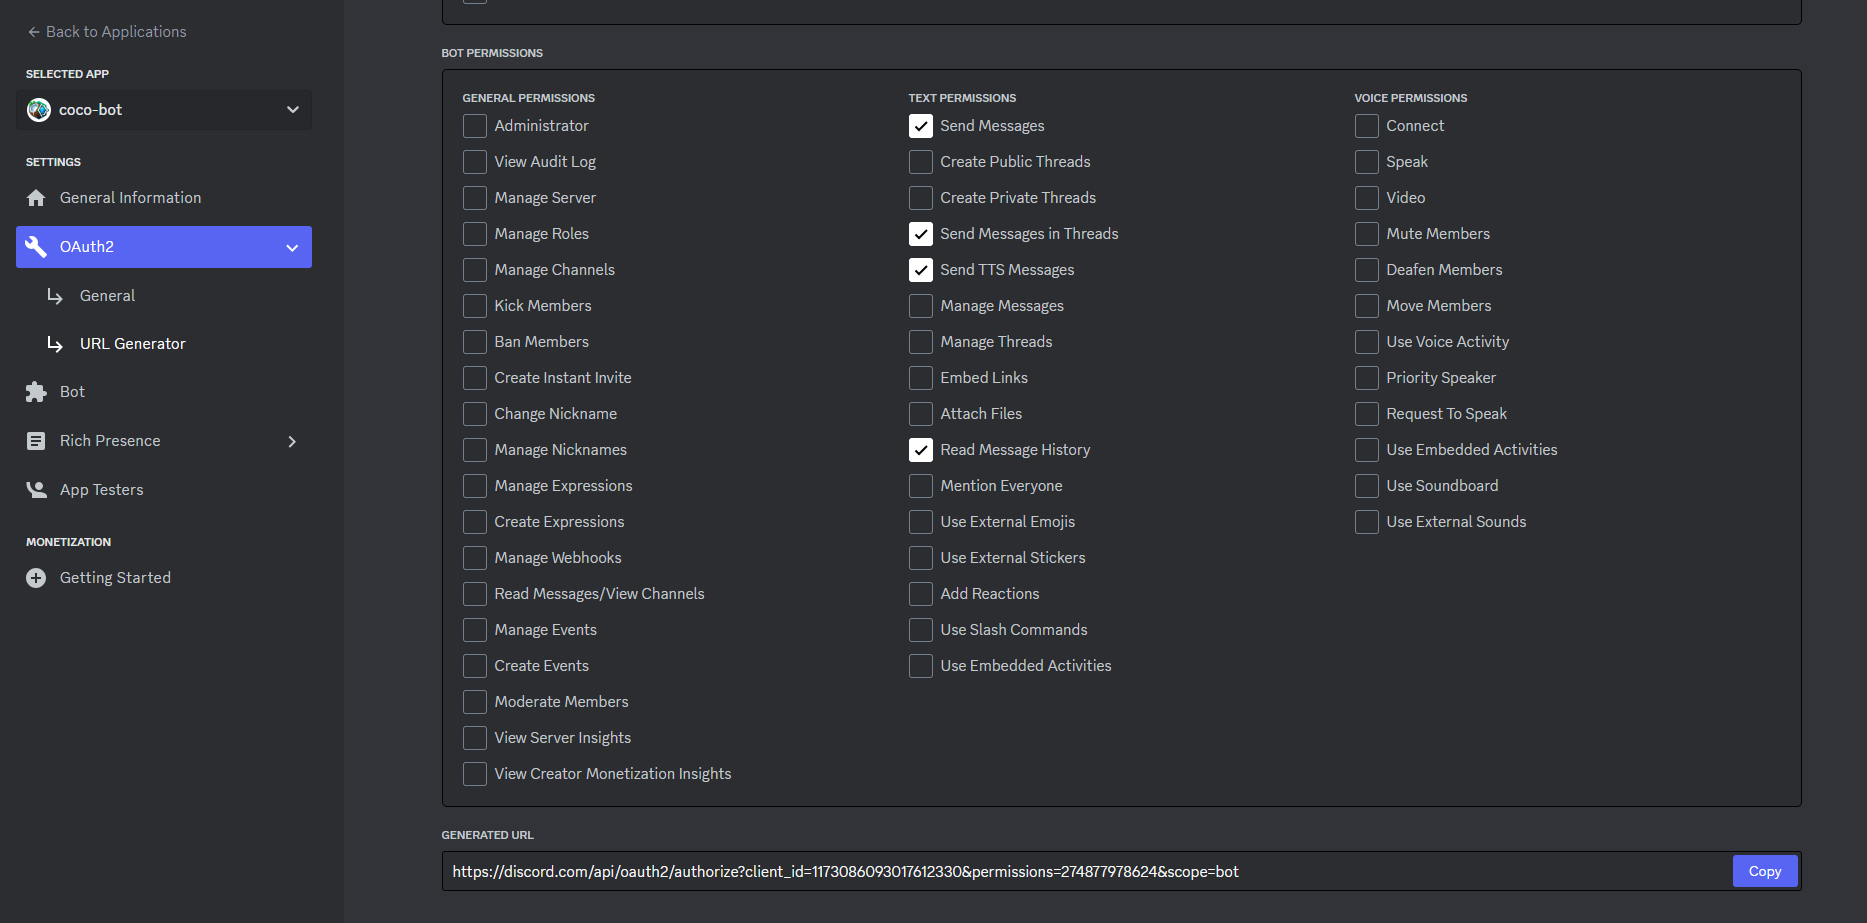 Back to Applications
SELECTED APP
coco-bot
SETTINGS
General Information
OAuth2
General
URL Generator
Bot
Rich Presence
App Testers
MONETIZATION
Getting Started
BOT PERMISSIONS
GENERAL PERMISSIONS
Administrator
View Audit Log
Manage Server
Manage Roles
Manage Channels
Kick Members
Ban Members
Create Instant Invite
Change Nickname
Manage Nicknames
Manage Expressions
Create Expressions
Manage Webhooks
Read Messages/View Channels
Manage Events
Create Events
Moderate Members
View Server Insights
View Creator Monetization Insights
TEXT PERMISSIONS
Send Messages
Create Public Threads
Create Private Threads
Send Messages in Threads
Send TTS Messages
Manage Messages
Manage Threads
Embed Links
Attach Files
Read Message History
Mention Everyone
Use External Emojis
Use External Stickers
Add Reactions
Use Slash Commands
Use Embedded Activities
VOICE PERMISSIONS
Connect
Speak
Video
Mute Members
Deafen Members
Move Members
Use Voice Activity
Priority Speaker
Request To Speak
Use Embedded Activities
Use Soundboard
Use External Sounds
GENERATED URL
https://discord.com/api/oauth2/authorize?client_id=1173086093017612330&permissions=274877978624&scope=bot
Copy